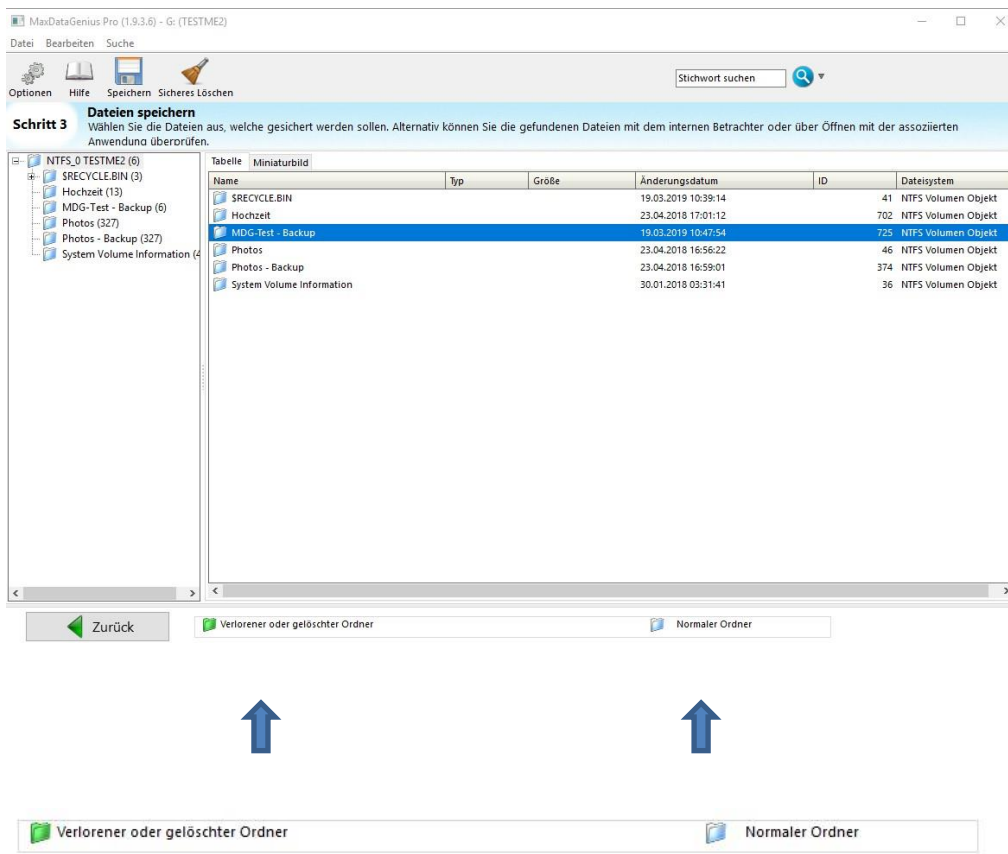 MaxDataGenius Pro (1.9.3.6) - G: (TESTME2)
Datei Bearbeiten Suche
Optionen Hilfe Speichern Sicheres Löschen
Stichwort suchen
Schritt 3
Dateien speichern
Wählen Sie die Dateien aus, welche gesichert werden sollen. Alternativ können Sie die gefundenen Dateien mit dem internen Betrachter oder über Öffnen mit der assoziierten
Anwendung überprüfen.
NTFS_0 TESTME2 (6)
$RECYCLE.BIN (3)
Hochzeit (13)
MDG-Test - Backup (6)
Photos (327)
Photos - Backup (327)
System Volume Information (4
Tabelle Miniaturbild
Name Typ Größe Änderungsdatum ID Dateisystem
$RECYCLE.BIN 19.03.2019 10:39:14 41 NTFS Volumen Objekt
Hochzeit 23.04.2018 17:01:12 702 NTFS Volumen Objekt
MDG-Test - Backup 19.03.2019 10:47:54 725 NTFS Volumen Objekt
Photos 23.04.2018 16:56:22 46 NTFS Volumen Objekt
Photos - Backup 23.04.2018 16:59:01 374 NTFS Volumen Objekt
System Volume Information 30.01.2018 03:31:41 36 NTFS Volumen Objekt
Zurück
Verlorener oder gelöschter Ordner Normaler Ordner
Verlorener oder gelöschter Ordner Normaler Ordner